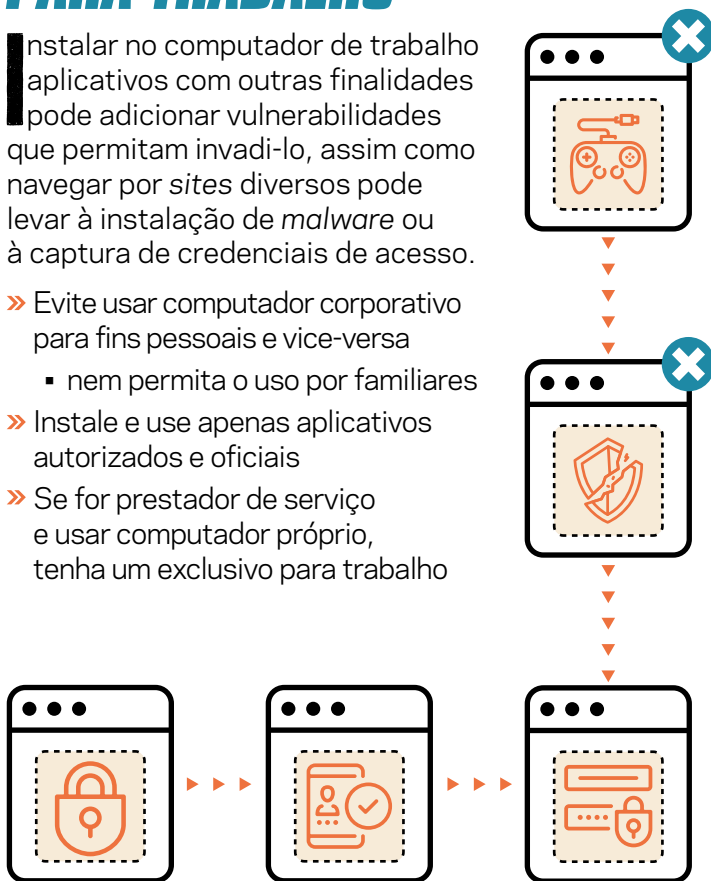 PARA TRABALHO
Instalar no computador de trabalho
aplicativos com outras finalidades
pode adicionar vulnerabilidades
que permitam invadi-lo, assim como
navegar por sites diversos pode
levar à instalação de malware ou
à captura de credenciais de acesso.
» Evite usar computador corporativo
para fins pessoais e vice-versa
▪ nem permita o uso por familiares
» Instale e use apenas aplicativos
autorizados e oficiais
» Se for prestador de serviço
e usar computador próprio,
tenha um exclusivo para trabalho